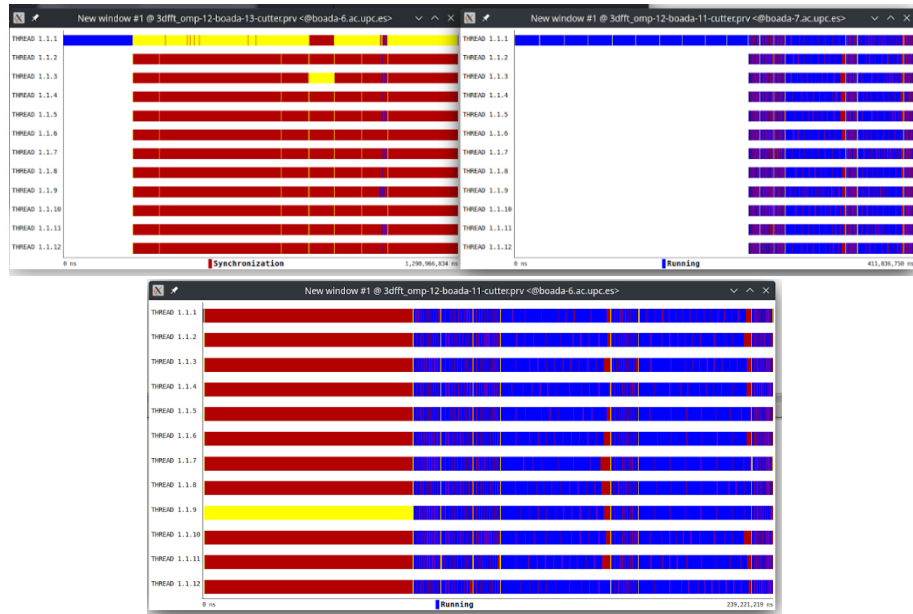 New window #1 @ 3dfft_omp-12-boada-13-cutter.prv <@boada-6.ac.upc.es>
THREAD 1.1.1
THREAD 1.1.2
THREAD 1.1.3
THREAD 1.1.4
THREAD 1.1.5
THREAD 1.1.6
THREAD 1.1.7
THREAD 1.1.8
THREAD 1.1.9
THREAD 1.1.10
THREAD 1.1.11
THREAD 1.1.12
0 ns
Synchronization
1,290,966,834 ns
New window #1 @ 3dfft_omp-12-boada-11-cutter.prv <@boada-7.ac.upc.es>
THREAD 1.1.1
THREAD 1.1.2
THREAD 1.1.3
THREAD 1.1.4
THREAD 1.1.5
THREAD 1.1.6
THREAD 1.1.7
THREAD 1.1.8
THREAD 1.1.9
THREAD 1.1.10
THREAD 1.1.11
THREAD 1.1.12
0 ns
Running
411,836,750 ns
New window #1 @ 3dfft_omp-12-boada-11-cutter.prv <@boada-6.ac.upc.es>
THREAD 1.1.1
THREAD 1.1.2
THREAD 1.1.3
THREAD 1.1.4
THREAD 1.1.5
THREAD 1.1.6
THREAD 1.1.7
THREAD 1.1.8
THREAD 1.1.9
THREAD 1.1.10
THREAD 1.1.11
THREAD 1.1.12
0 ns
Running
239,221,219 ns